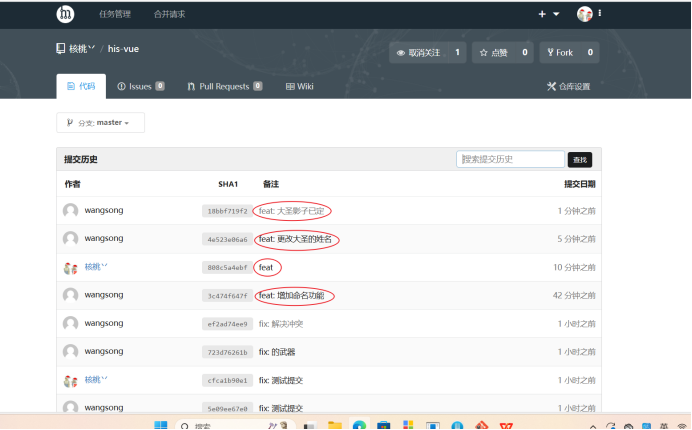 任务管理 合并请求
核桃丷 / his-vue
取消关注 1 点赞 0 Fork 0
代码 Issues 0 Pull Requests 0 Wiki 仓库设置
分支: master
提交历史 搜索提交历史 查找
作者 SHA1 备注 提交日期
wangsong 18bbf719f2 feat: 大圣影子已定 1 分钟之前
wangsong 4e523e06a6 feat: 更改大圣的姓名 5 分钟之前
核桃丷 808c5a4ebf feat 10 分钟之前
wangsong 3c474f647f feat: 增加命名功能 42 分钟之前
wangsong ef2ad74ee9 fix: 解决冲突 1 小时之前
wangsong 723d76261b fix: 的武器 1 小时之前
核桃丷 cfca1b90e1 fix: 测试提交 1 小时之前
wangsong 5e09ee67e0 fix: 测试提交 1 小时之前
搜索 英